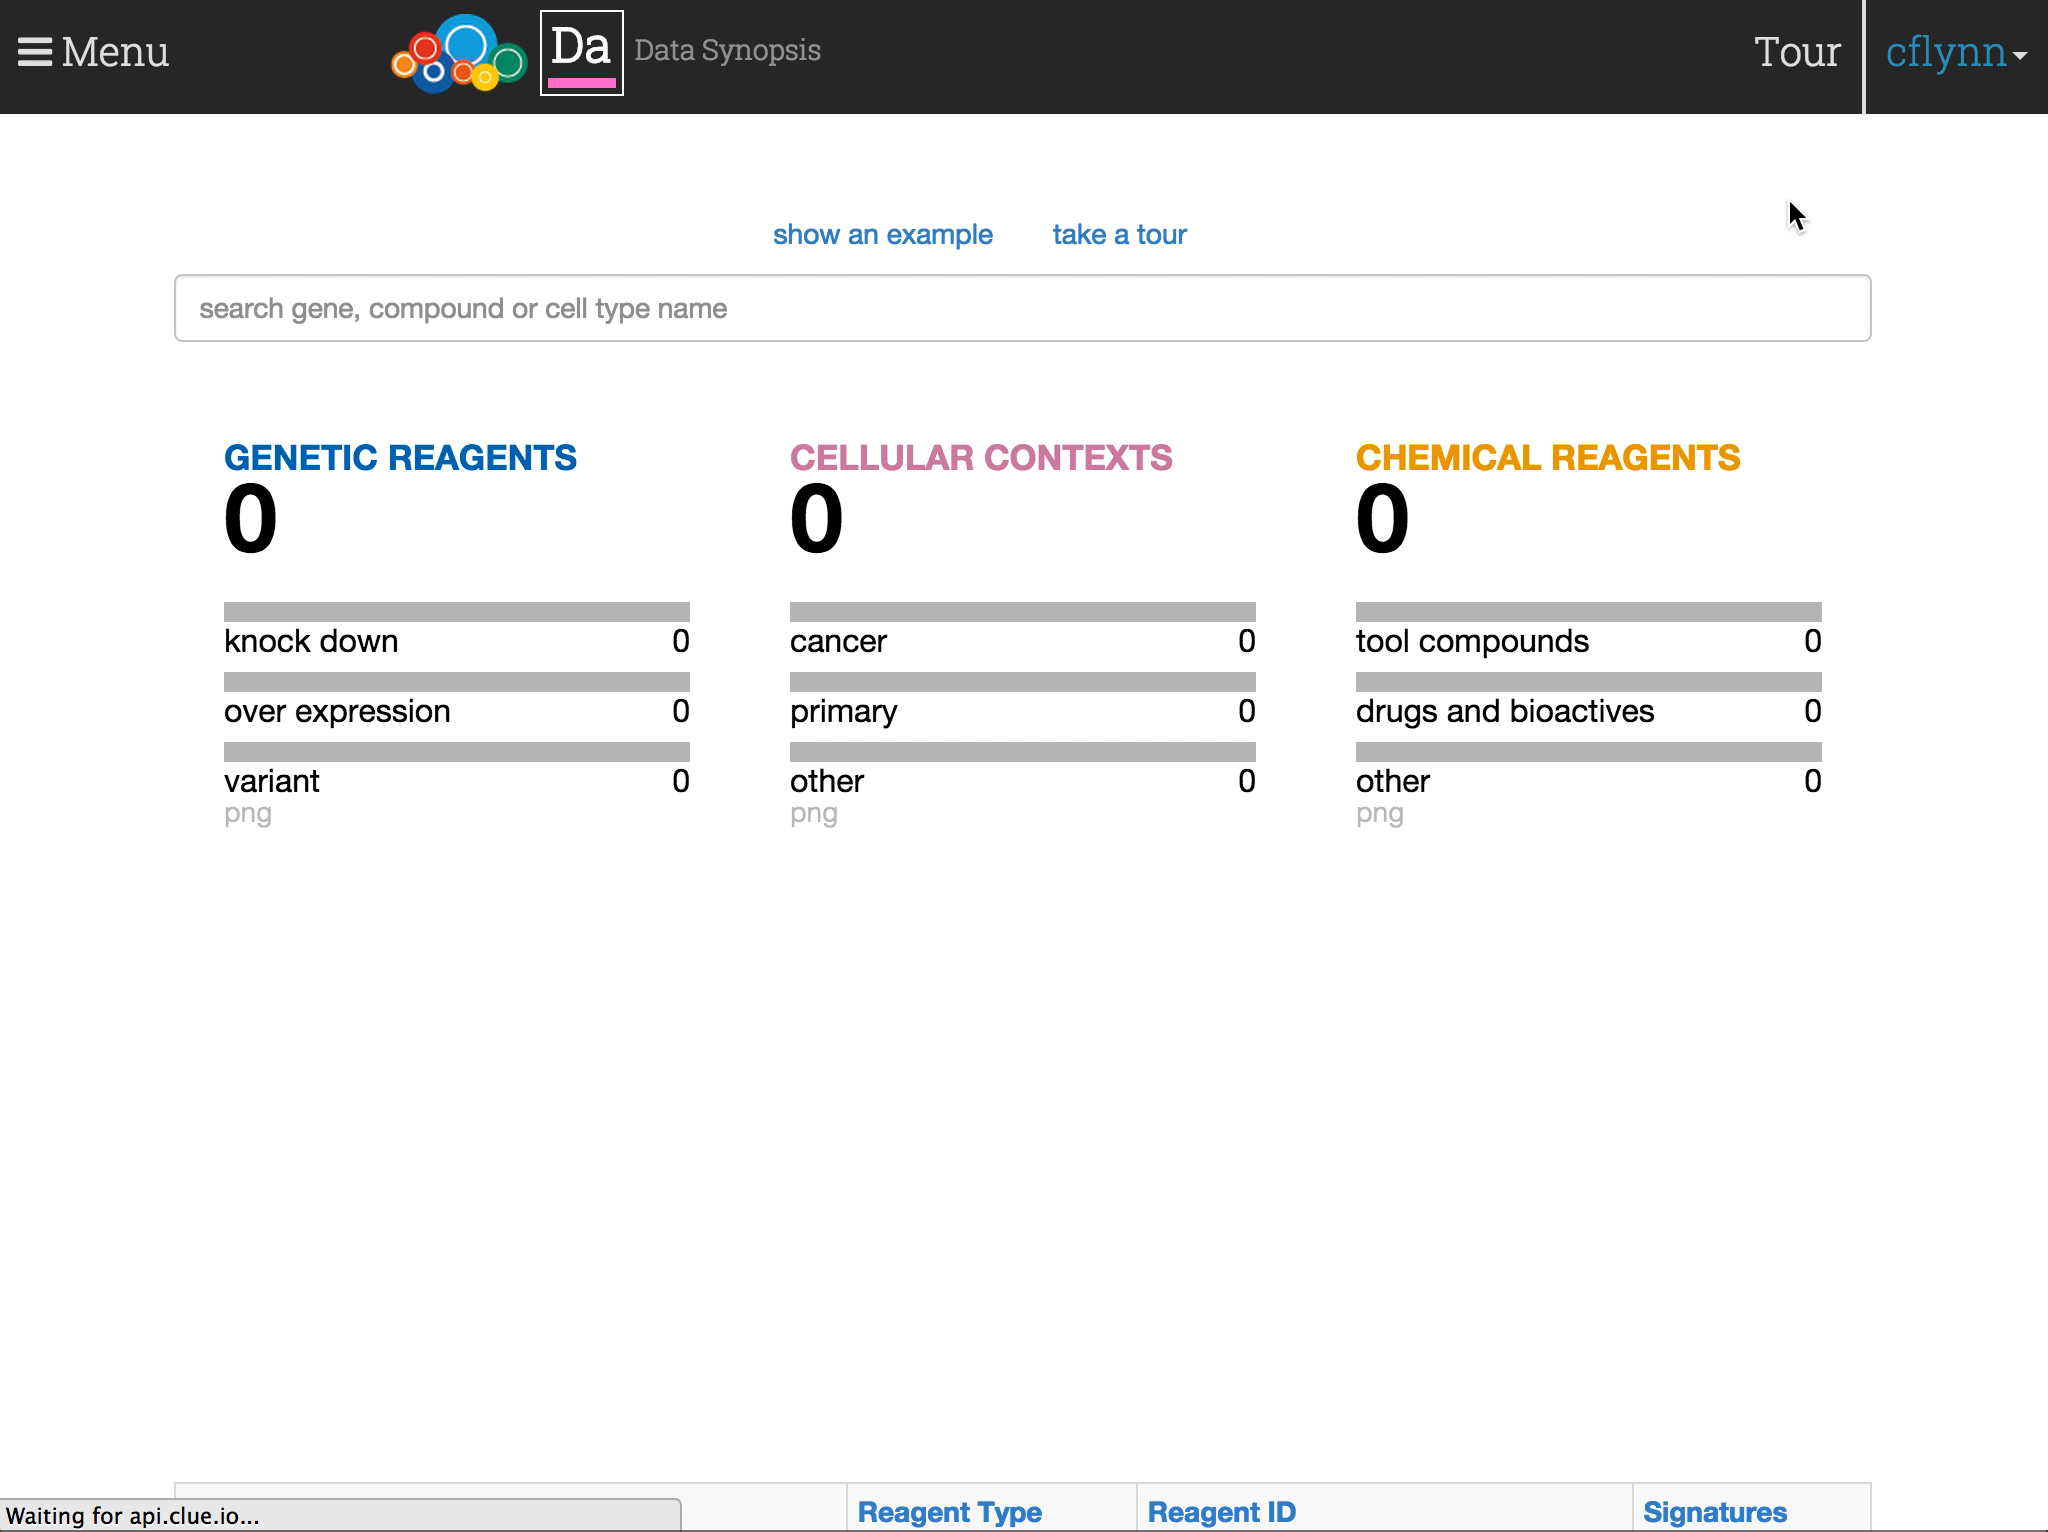 Menu
Da
Data Synopsis
Tour
cflynn
show an example
take a tour
search gene, compound or cell type name
GENETIC REAGENTS
0
knock down 0
over expression 0
variant 0
png
CELLULAR CONTEXTS
0
cancer 0
primary 0
other 0
png
CHEMICAL REAGENTS
0
tool compounds 0
drugs and bioactives 0
other 0
png
Reagent Type
Reagent ID
Signatures
Waiting for api.clue.io...